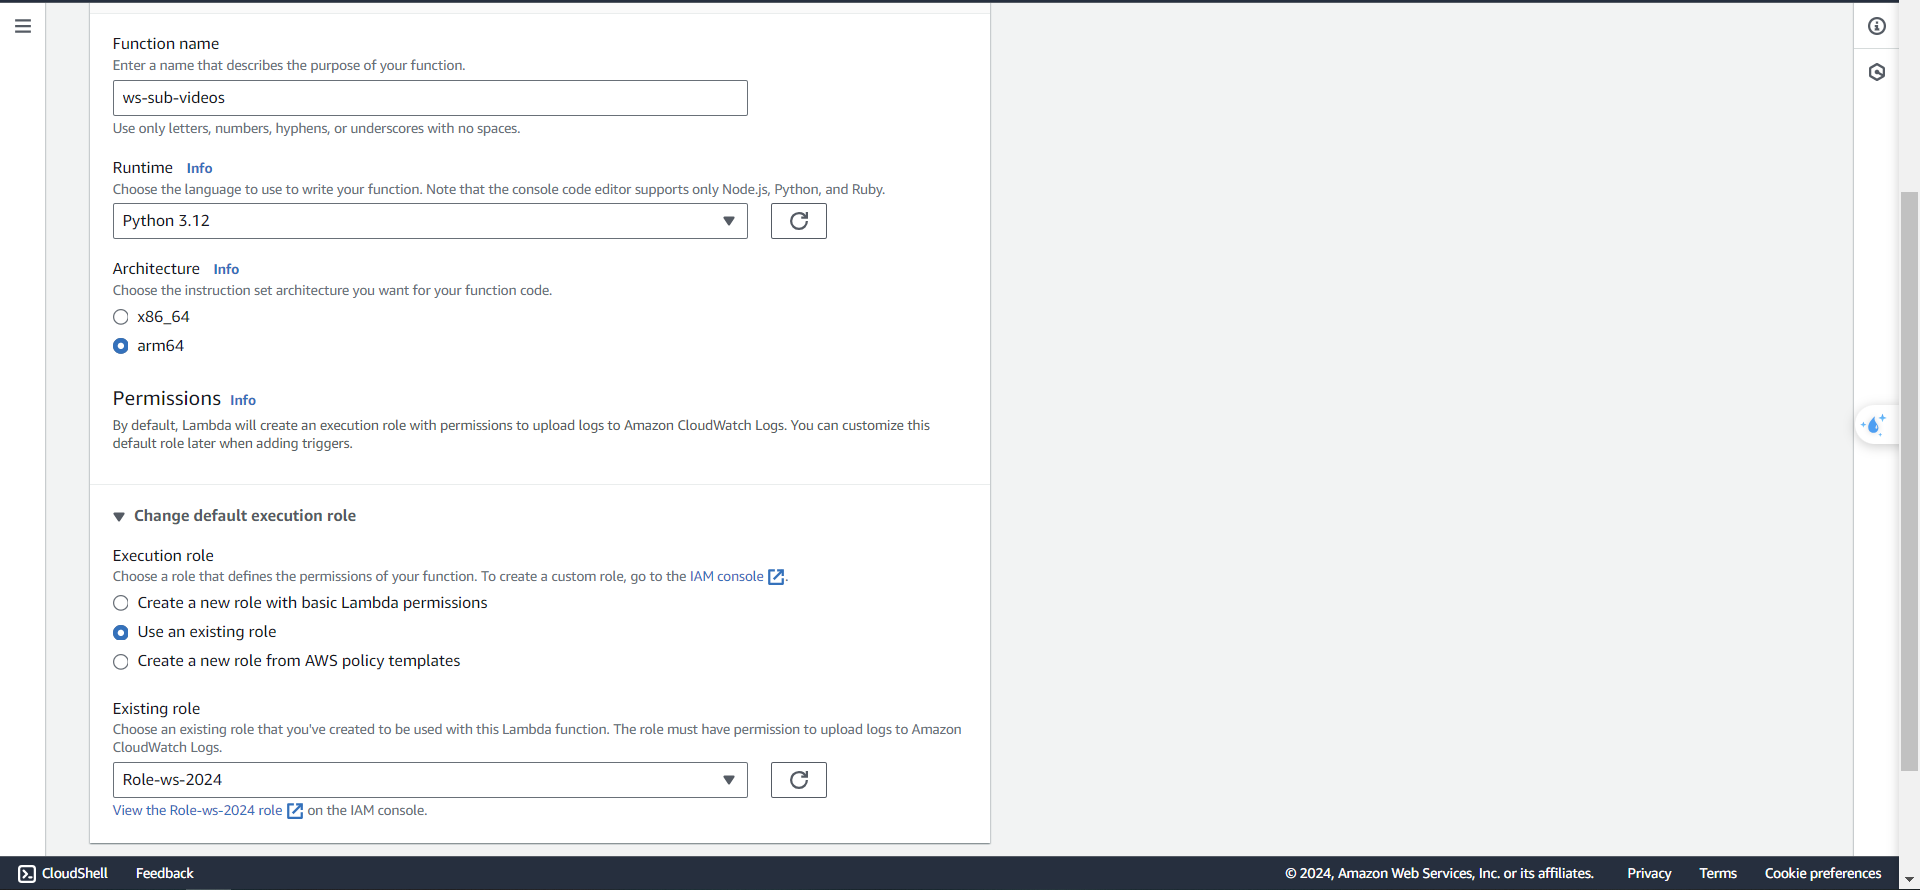 Function name
Enter a name that describes the purpose of your function.
ws-sub-videos
Use only letters, numbers, hyphens, or underscores with no spaces.
Runtime Info
Choose the language to use to write your function. Note that the console code editor supports only Node.js, Python, and Ruby.
Python 3.12
Architecture Info
Choose the instruction set architecture you want for your function code.
x86_64
arm64
Permissions Info
By default, Lambda will create an execution role with permissions to upload logs to Amazon CloudWatch Logs. You can customize this
default role later when adding triggers.
Change default execution role
Execution role
Choose a role that defines the permissions of your function. To create a custom role, go to the IAM console.
Create a new role with basic Lambda permissions
Use an existing role
Create a new role from AWS policy templates
Existing role
Choose an existing role that you've created to be used with this Lambda function. The role must have permission to upload logs to Amazon
CloudWatch Logs.
Role-ws-2024
View the Role-ws-2024 role on the IAM console.
CloudShell Feedback © 2024, Amazon Web Services, Inc. or its affiliates. Privacy Terms Cookie preferences